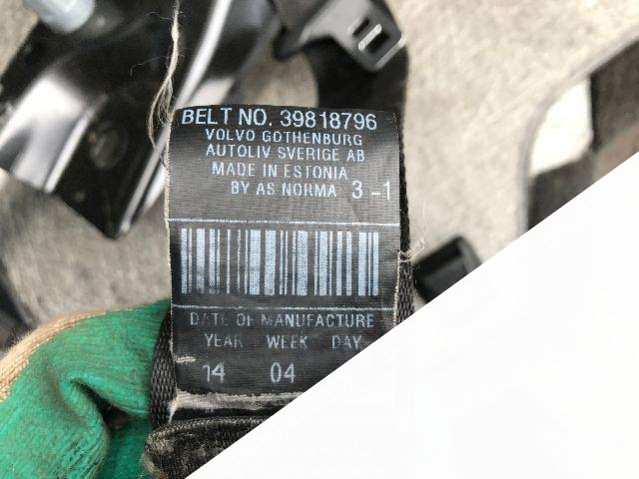 BELT NO. 39818796
VOLVO GOTHENBURG
AUTOLIV SVERIGE AB
MADE IN ESTONIA
BY AS NORMA 3-1
DATE OF MANUFACTURE
YEAR WEEK DAY
14 04